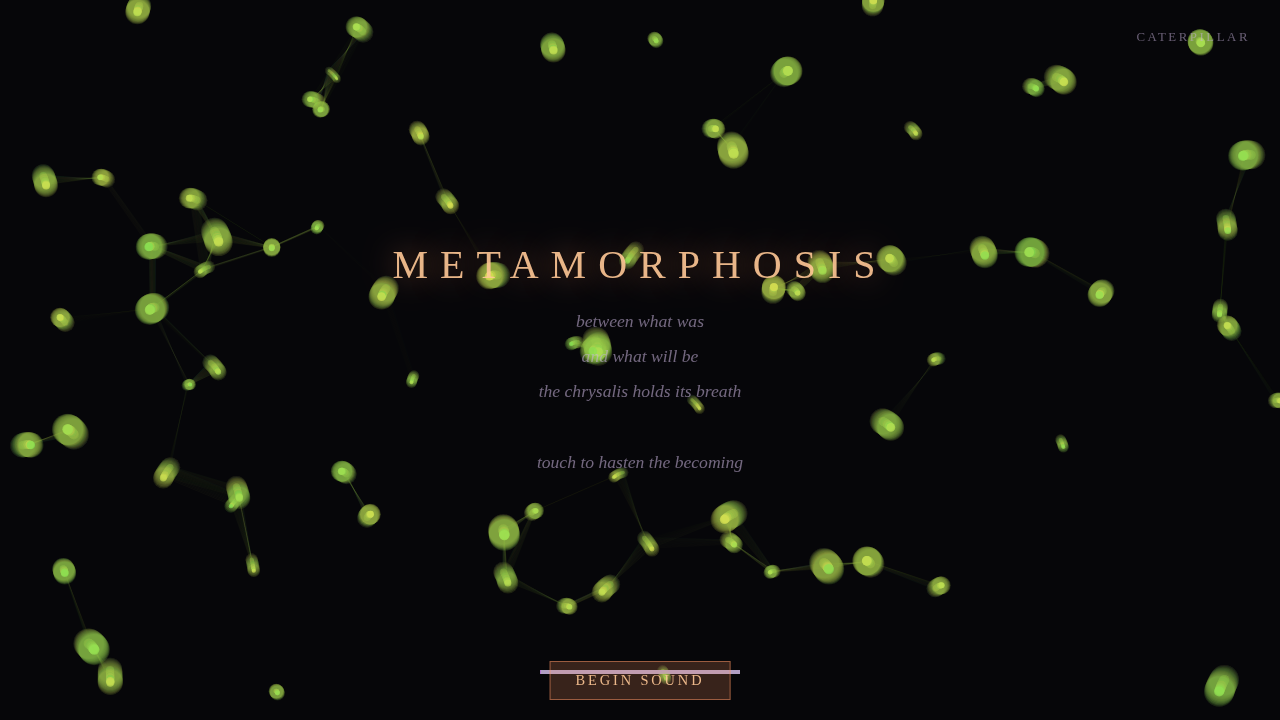 CATERPILLAR
METAMORPHOSIS
between what was
and what will be
the chrysalis holds its breath
touch to hasten the becoming
BEGIN SOUND